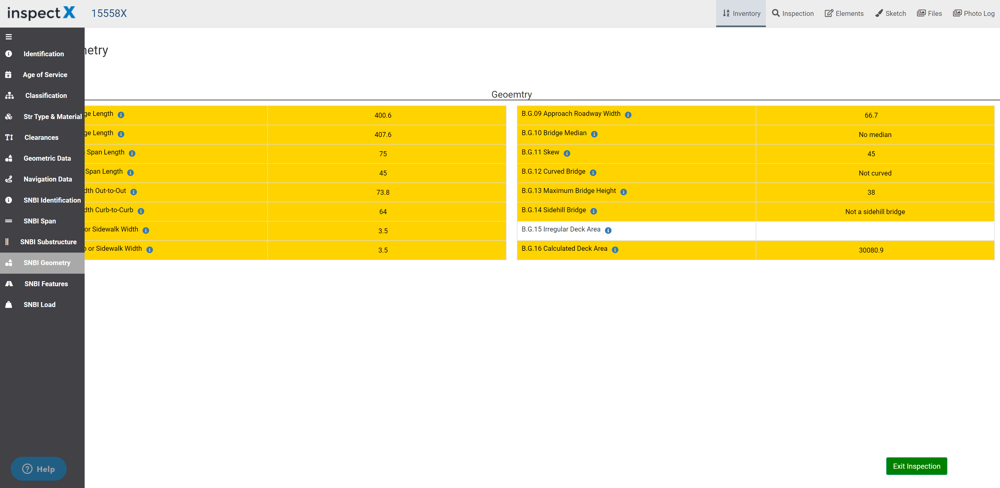 inspectX 15558X Inventory Inspection Elements Sketch Files Photo Log
Identification
Age of Service
Classification
Str Type & Material
Clearances
Geometric Data
Navigation Data
SNBI Identification
SNBI Span
SNBI Substructure
SNBI Geometry
SNBI Features
SNBI Load
Help
netry
Geoemtry
ge Length 400.6
ge Length 407.6
Span Length 75
Span Length 45
dth Out-to-Out 73.8
dth Curb-to-Curb 64
or Sidewalk Width 3.5
or Sidewalk Width 3.5
B.G.09 Approach Roadway Width 66.7
B.G.10 Bridge Median No median
B.G.11 Skew 45
B.G.12 Curved Bridge Not curved
B.G.13 Maximum Bridge Height 38
B.G.14 Sidehill Bridge Not a sidehill bridge
B.G.15 Irregular Deck Area
B.G.16 Calculated Deck Area 30080.9
Exit Inspection